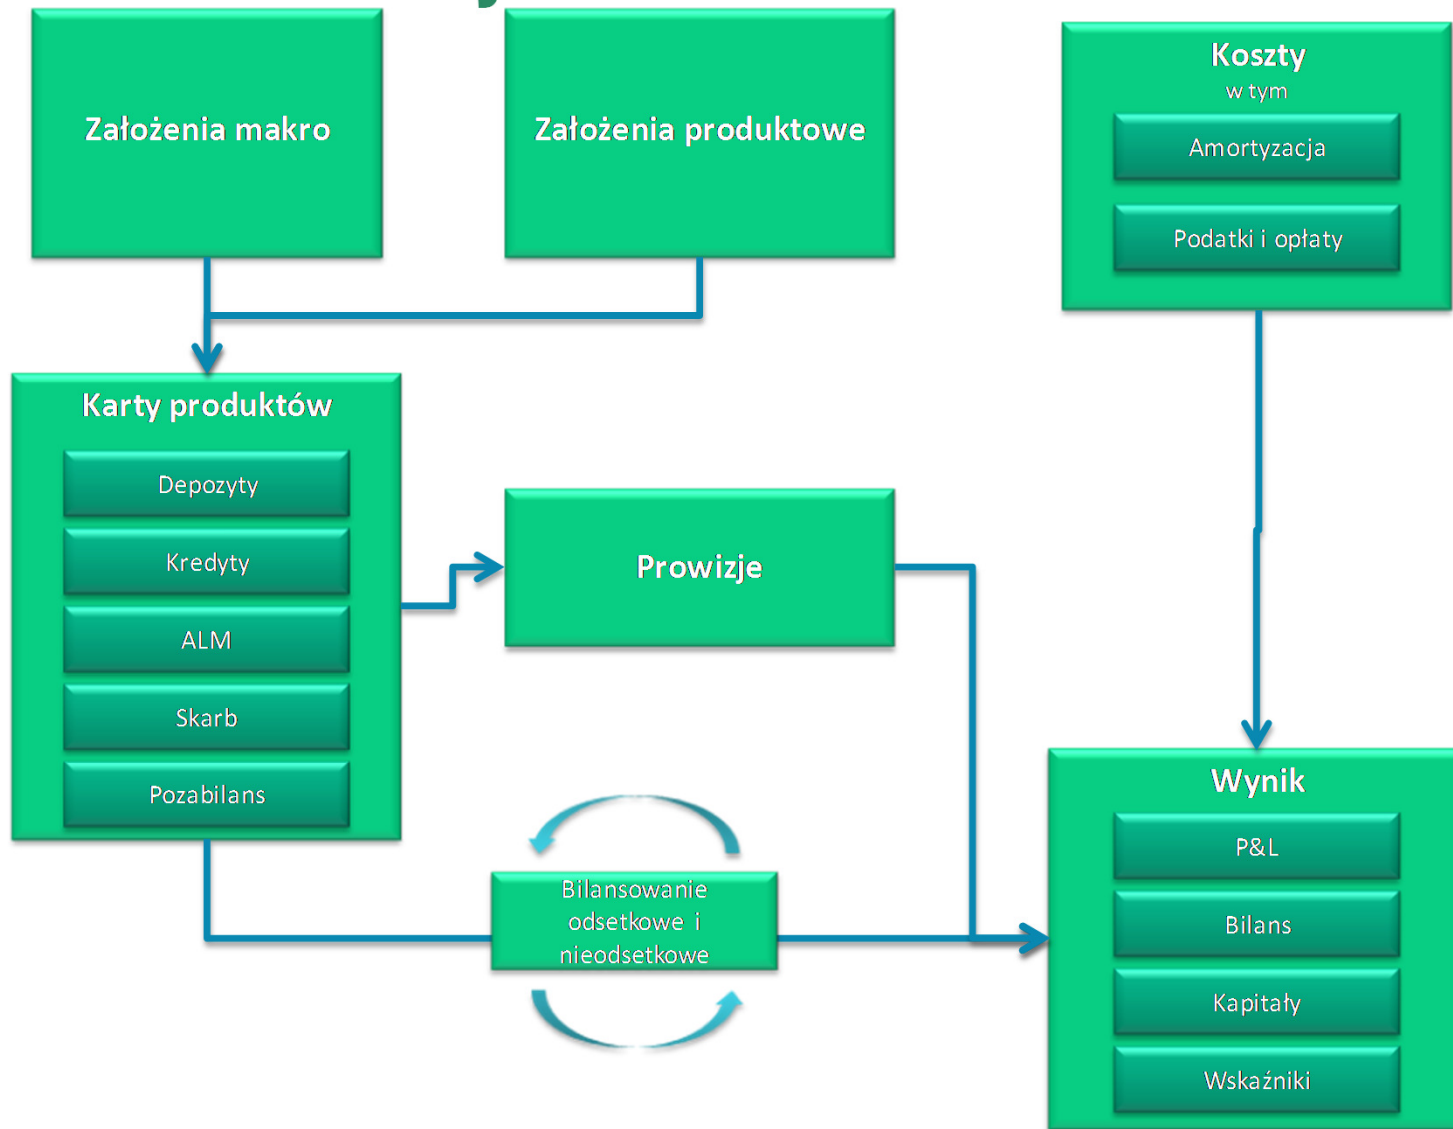 Założenia makro
Założenia produktowe
Koszty
w tym
Amortyzacja
Podatki i opłaty
Karty produktów
Depozyty
Kredyty
ALM
Skarb
Pozabilans
Prowizje
Bilansowanie
odsetkowe i
nieodsetkowe
Wynik
P&L
Bilans
Kapitały
Wskaźniki